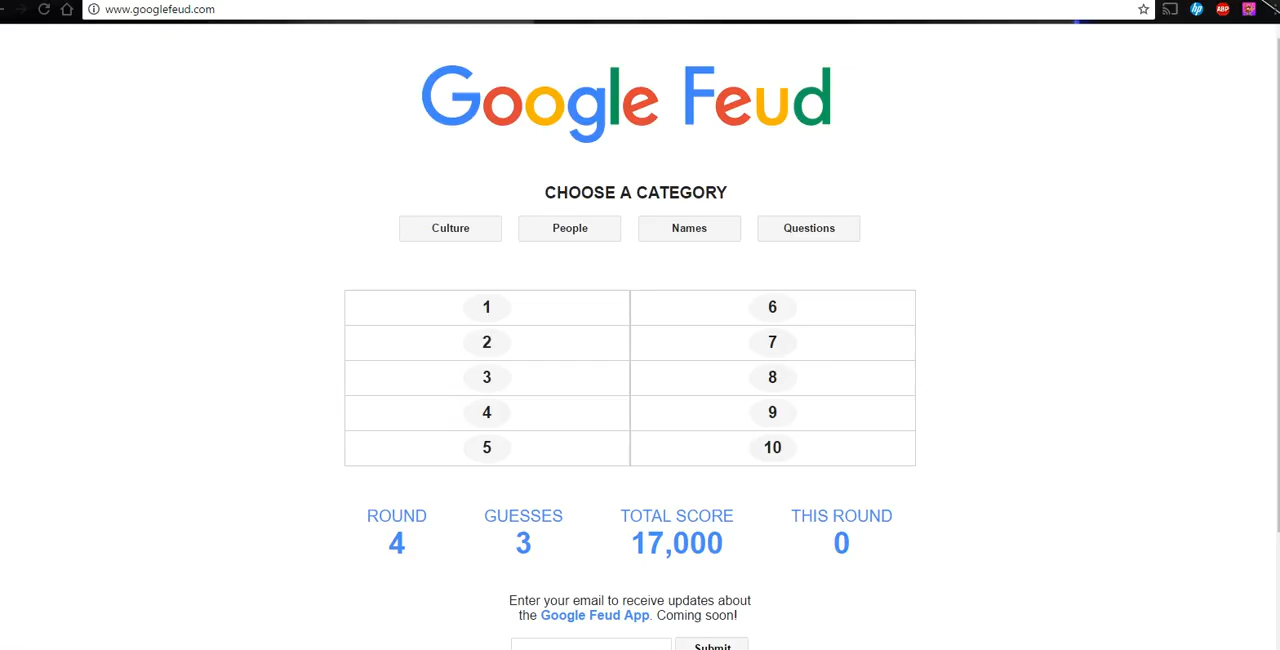 www.googlefeud.com
hp
ABP
Google Feud
CHOOSE A CATEGORY
Culture People Names Questions
1 6
2 7
3 8
4 9
5 10
ROUND GUESSES TOTAL SCORE THIS ROUND
4 3 17,000 0
Enter your email to receive updates about
the Google Feud App. Coming soon!
Submit